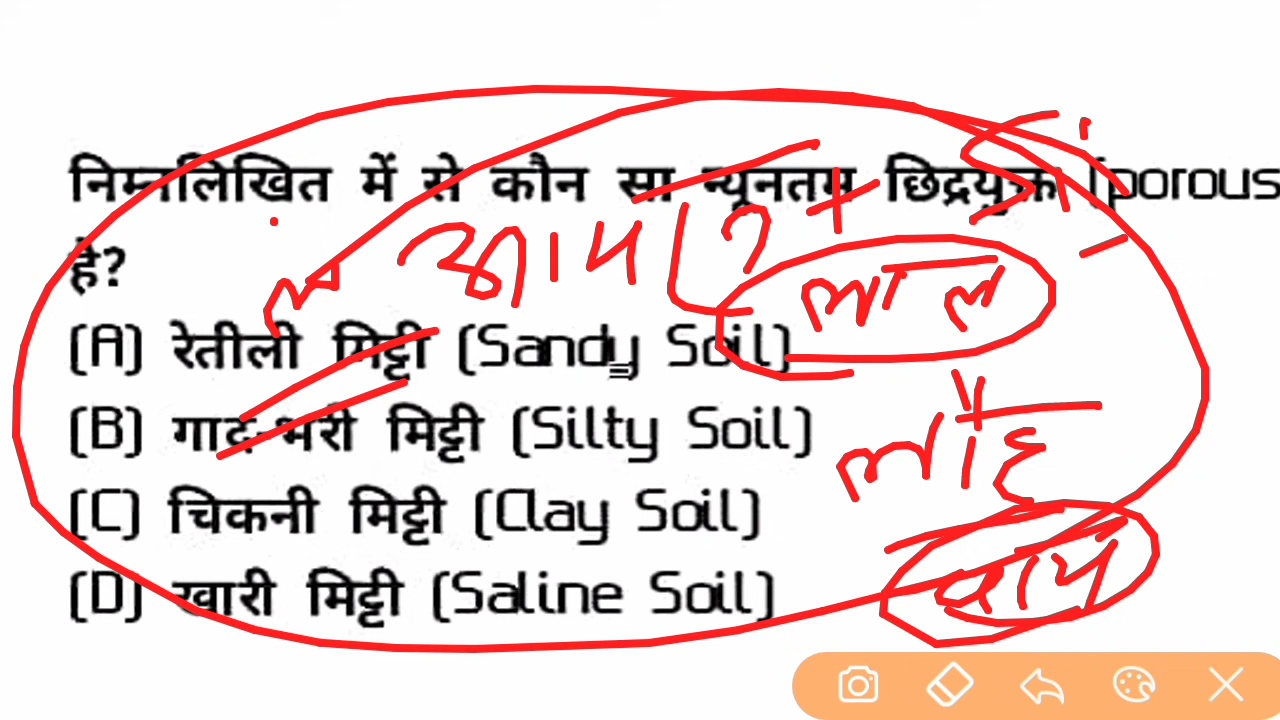 निम्नलिखित में से कौन सा न्यूनतम छिद्रयुक्त (porous
है?
लाल
(A) रेतीली मिट्टी (Sandy Soil)
(B) गाद-भरी मिट्टी (Silty Soil)
लोह
(C) चिकनी मिट्टी (Clay Soil)
(D) खारी मिट्टी (Saline Soil)
चाय